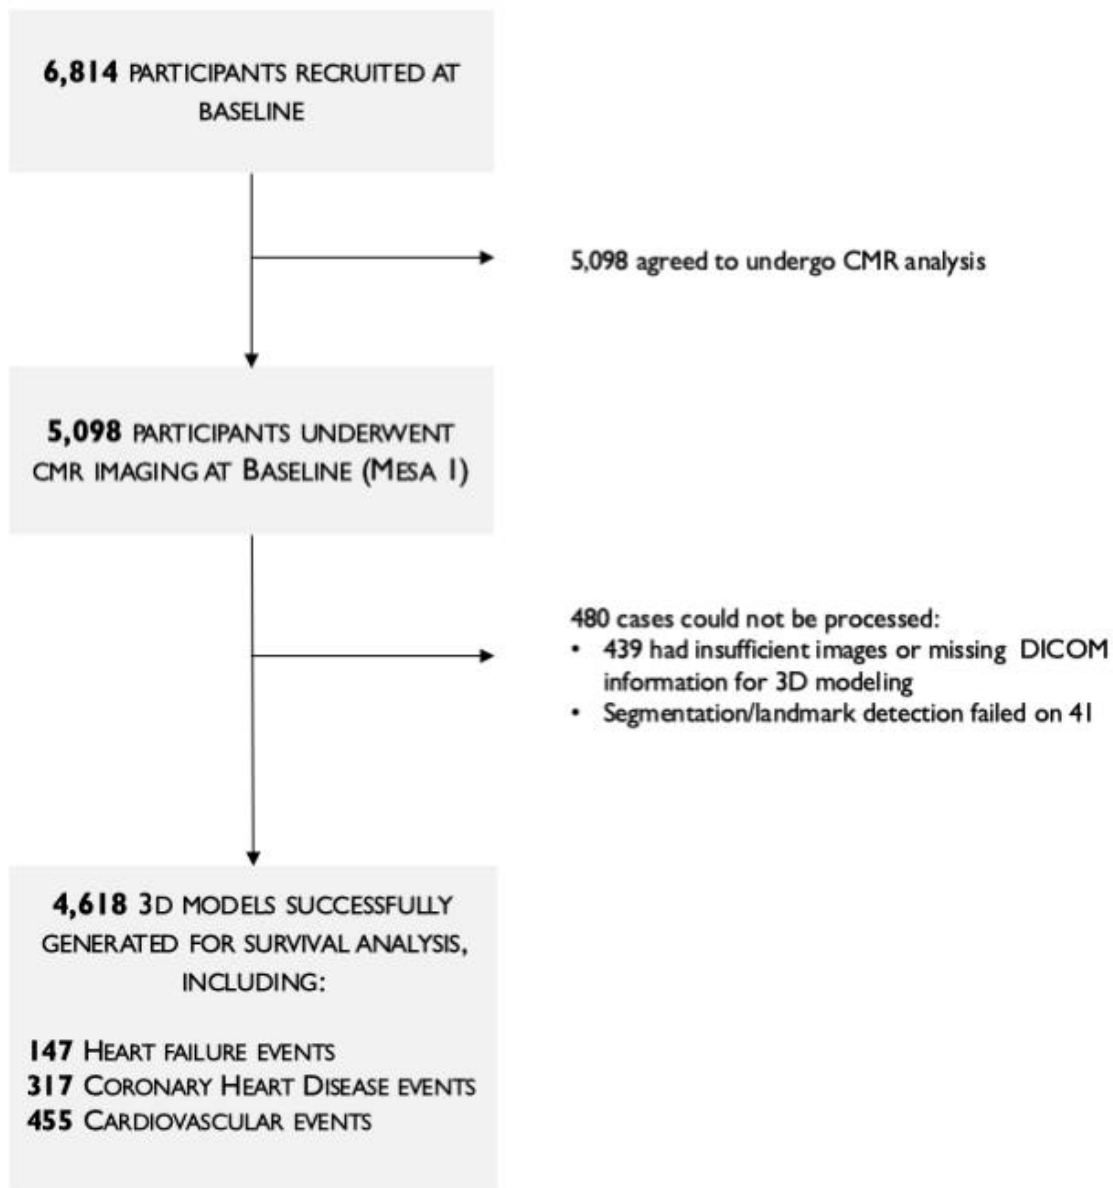 6,814 PARTICIPANTS RECRUITED AT
BASELINE
5,098 agreed to undergo CMR analysis
5,098 PARTICIPANTS UNDERWENT
CMR IMAGING AT BASELINE (MESA 1)
480 cases could not be processed:
• 439 had insufficient images or missing DICOM
information for 3D modeling
• Segmentation/landmark detection failed on 41
4,618 3D MODELS SUCCESSFULLY
GENERATED FOR SURVIVAL ANALYSIS,
INCLUDING:
147 HEART FAILURE EVENTS
317 CORONARY HEART DISEASE EVENTS
455 CARDIOVASCULAR EVENTS